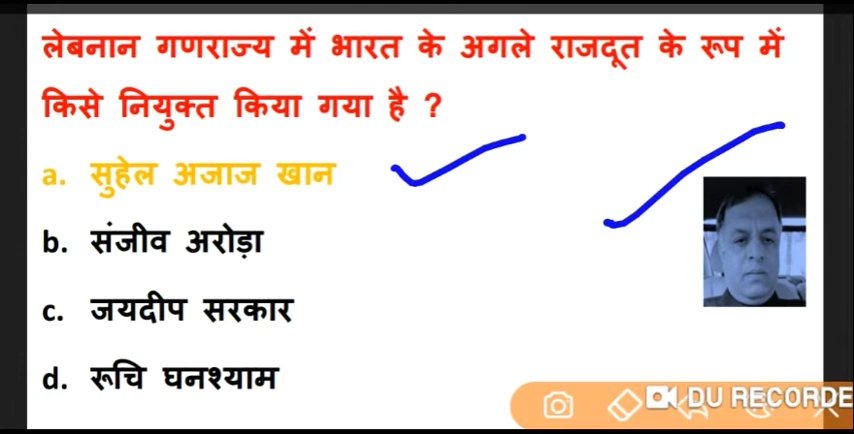 लेबनान गणराज्य में भारत के अगले राजदूत के रूप में
किसे नियुक्त किया गया है ?
a. सुहेल अजाज खान
b. संजीव अरोड़ा
c. जयदीप सरकार
d. रूचि घनश्याम
DU RECORDE